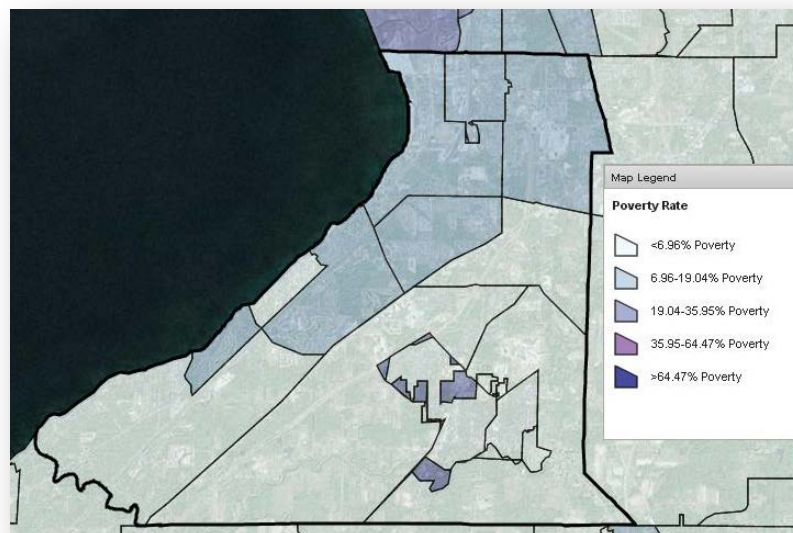 Map Legend
Poverty Rate
<6.96% Poverty
6.96-19.04% Poverty
19.04-35.95% Poverty
35.95-64.47% Poverty
>64.47% Poverty